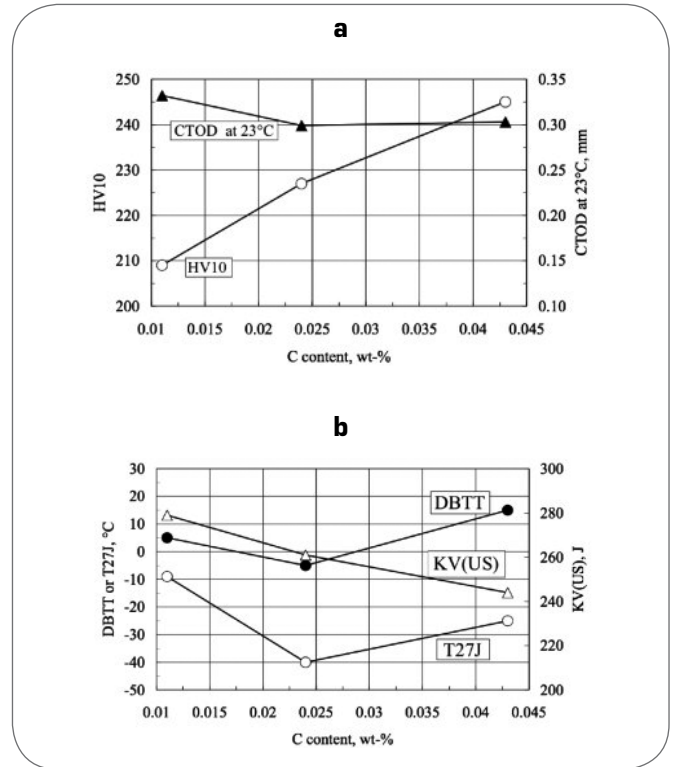 a
250
240
230
220
210
200
HV10
CTOD at 23°C
HV10
0.35
0.30
0.25
0.20
0.15
0.10
CTOD at 23°C, mm
0.01 0.015 0.02 0.025 0.03 0.035 0.04 0.045
C content, wt-%
b
30
20
10
0
-10
-20
-30
-40
-50
DBTT or T27J, °C
DBTT
KV(US)
T27J
300
280
260
240
220
200
KV(US), J
0.01 0.015 0.02 0.025 0.03 0.035 0.04 0.045
C content, wt-%